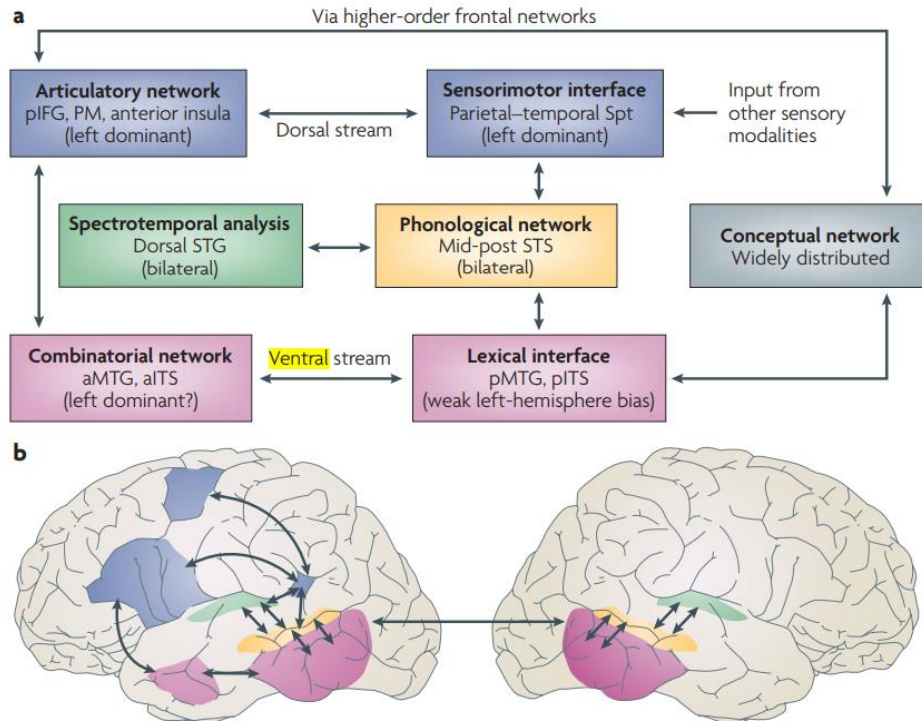 a
Via higher-order frontal networks
Articulatory network
pIFG, PM, anterior insula
(left dominant)
Dorsal stream
Sensorimotor interface
Parietal–temporal Spt
(left dominant)
Input from
other sensory
modalities
Spectrotemporal analysis
Dorsal STG
(bilateral)
Phonological network
Mid-post STS
(bilateral)
Conceptual network
Widely distributed
Combinatorial network
aMTG, aITS
(left dominant?)
Ventral stream
Lexical interface
pMTG, pITS
(weak left-hemisphere bias)
b